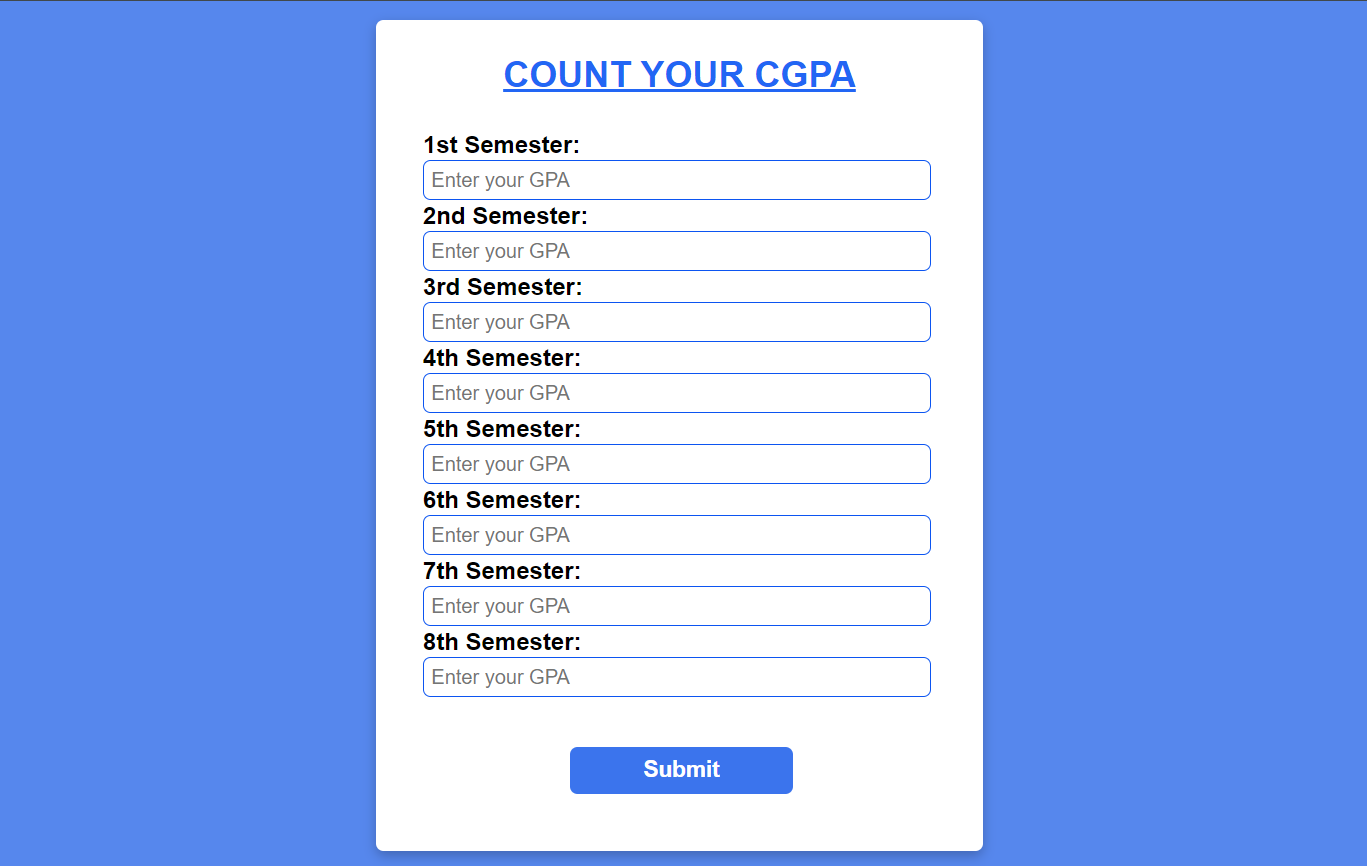 COUNT YOUR CGPA
1st Semester:
Enter your GPA
2nd Semester:
Enter your GPA
3rd Semester:
Enter your GPA
4th Semester:
Enter your GPA
5th Semester:
Enter your GPA
6th Semester:
Enter your GPA
7th Semester:
Enter your GPA
8th Semester:
Enter your GPA
Submit